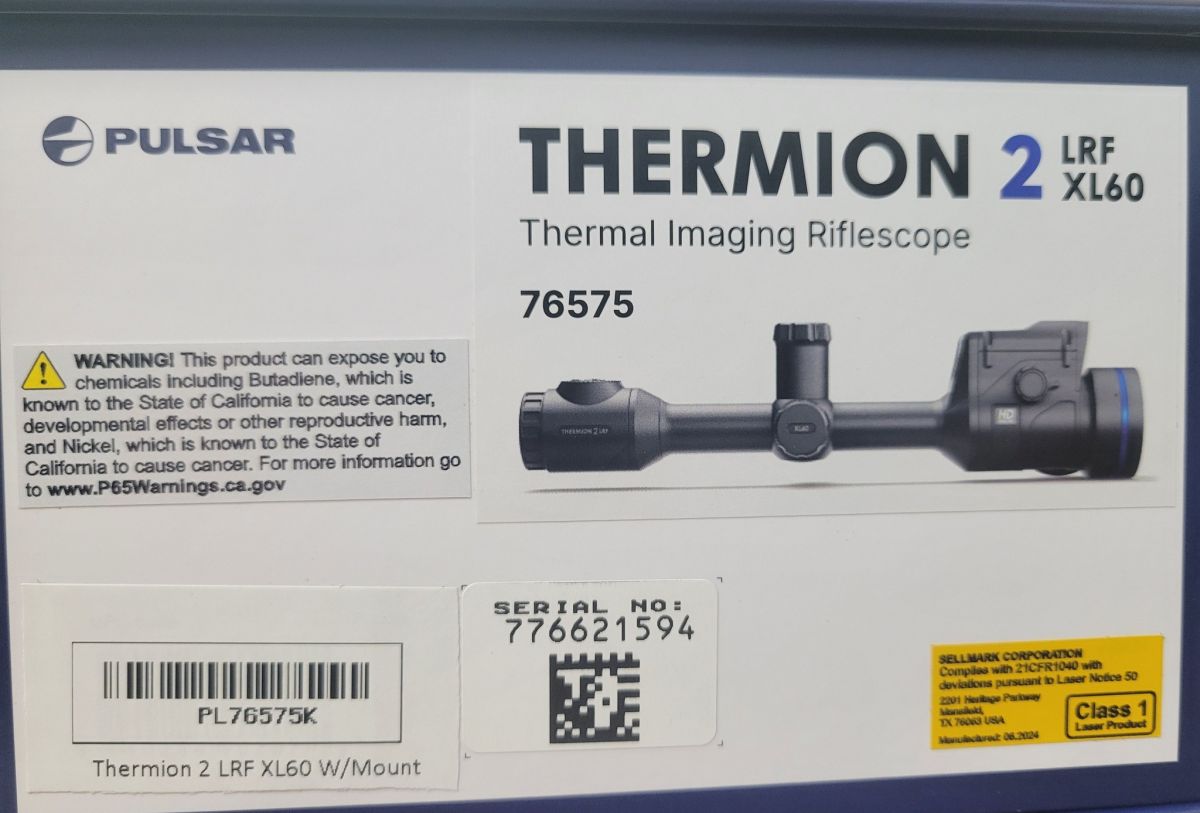 PULSAR
THERMION 2 LRF
XL60
Thermal Imaging Riflescope
76575
THERMION 2 LRF
XL60
HD
WARNING! This product can expose you to
chemicals including Butadiene, which is
known to the State of California to cause cancer,
developmental effects or other reproductive harm,
and Nickel, which is known to the State of
California to cause cancer. For more information go
to www.P65Warnings.ca.gov
PL76575K
Thermion 2 LRF XL60 W/Mount
SERIAL NO:
776621594
SELLMARK CORPORATION
Complies with 21CFR1040 with
deviations pursuant to Laser Notice 50
2201 Heritage Parkway
Mansfield,
TX 76063 USA
Manufactured: 06.2024
Class 1
Laser Product